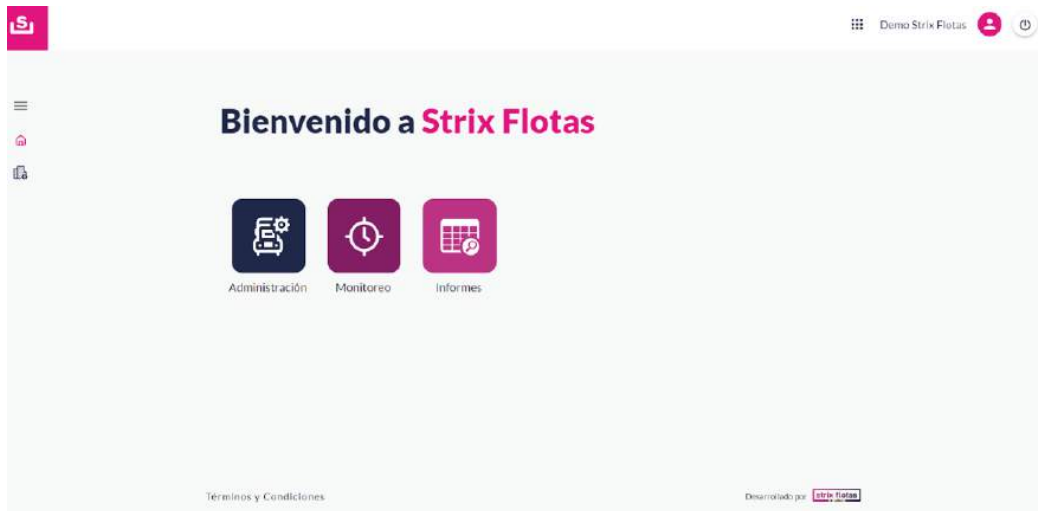 S
Demo Strix Flotas
Bienvenido a Strix Flotas
Administración Monitoreo Informes
Términos y Condiciones
Desarrollado por strix flotas